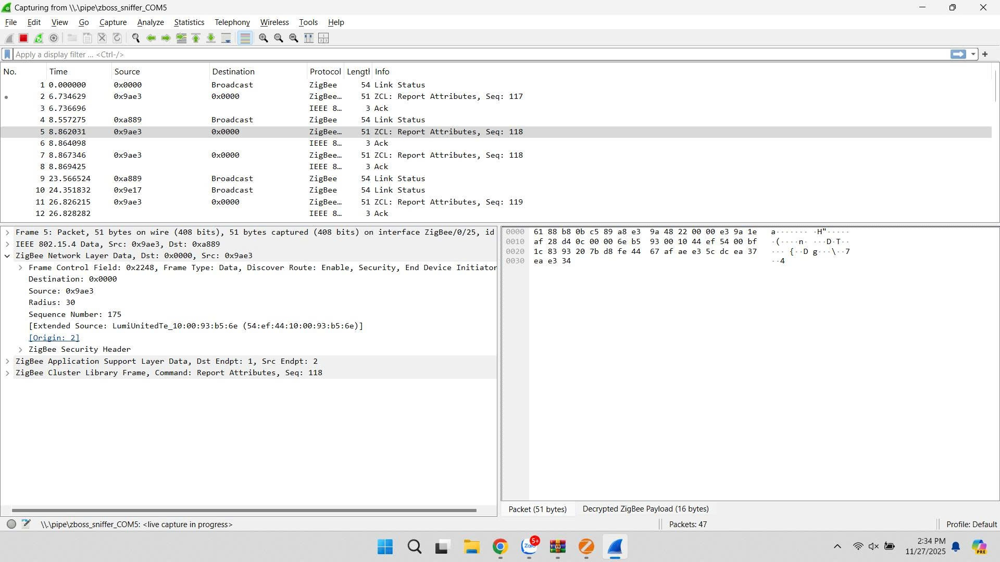 Capturing from \\.\pipe\zboss_sniffer_COM5
File Edit View Go Capture Analyze Statistics Telephony Wireless Tools Help
Apply a display filter … <Ctrl-/>
No. Time Source Destination Protocol Length Info
1 0.000000 0x0000 Broadcast ZigBee 54 Link Status
2 6.734629 0x9ae3 0x0000 ZigBee… 51 ZCL: Report Attributes, Seq: 117
3 6.736696 IEEE 8… 3 Ack
4 8.557275 0xa889 Broadcast ZigBee 54 Link Status
5 8.862031 0x9ae3 0x0000 ZigBee… 51 ZCL: Report Attributes, Seq: 118
6 8.864098 IEEE 8… 3 Ack
7 8.867346 0x9ae3 0x0000 ZigBee… 51 ZCL: Report Attributes, Seq: 118
8 8.869425 IEEE 8… 3 Ack
9 23.566524 0xa889 Broadcast ZigBee 54 Link Status
10 24.351832 0x9e17 Broadcast ZigBee 54 Link Status
11 26.826215 0x9ae3 0x0000 ZigBee… 51 ZCL: Report Attributes, Seq: 119
12 26.828282 IEEE 8… 3 Ack
Frame 5: Packet, 51 bytes on wire (408 bits), 51 bytes captured (408 bits) on interface ZigBee/0/25, id
IEEE 802.15.4 Data, Src: 0x9ae3, Dst: 0xa889
ZigBee Network Layer Data, Dst: 0x0000, Src: 0x9ae3
Frame Control Field: 0x2248, Frame Type: Data, Discover Route: Enable, Security, End Device Initiator
Destination: 0x0000
Source: 0x9ae3
Radius: 30
Sequence Number: 175
[Extended Source: LumiUnitedTe_10:00:93:b5:6e (54:ef:44:10:00:93:b5:6e)]
[Origin: 2]
ZigBee Security Header
ZigBee Application Support Layer Data, Dst Endpt: 1, Src Endpt: 2
ZigBee Cluster Library Frame, Command: Report Attributes, Seq: 118
0000 61 88 b8 0b c5 89 a8 e3 9a 48 22 00 00 e3 9a 1e a······· ·H"·····
0010 af 28 d4 0c 00 00 6e b5 93 00 10 44 ef 54 00 bf ·(····n· ···D·T··
0020 1c 83 93 20 7b d8 fe 44 67 af ae e3 5c dc ea 37 ··· {··D g···\··7
0030 ea e3 34 ··4
Packet (51 bytes) Decrypted ZigBee Payload (16 bytes)
\\.\pipe\zboss_sniffer_COM5: <live capture in progress> Packets: 47 Profile: Default
Zalo 5+
PRE
2:34 PM
11/27/2025